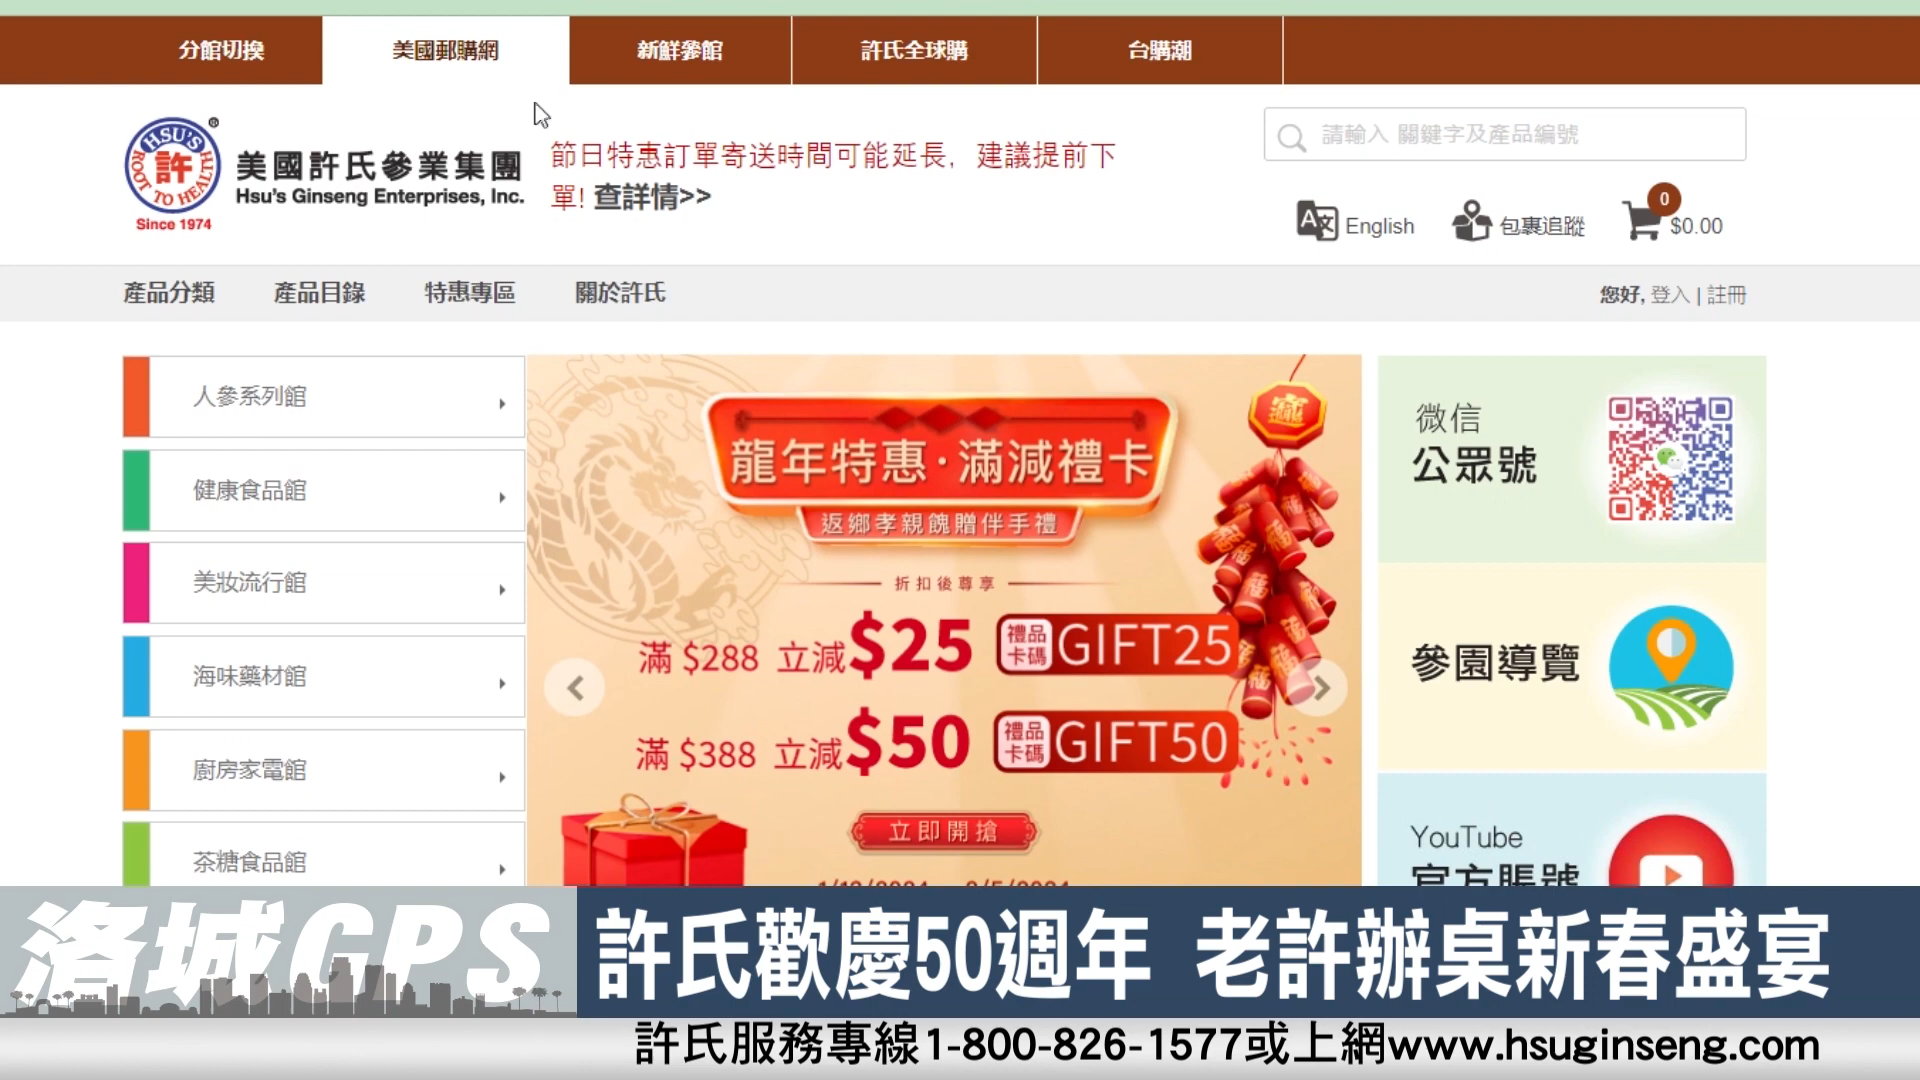 分館切換
美國郵購網
新鮮參館
許氏全球購
台購潮
HSU'S
許
ROOT TO HEALTH
®
Since 1974
美國許氏參業集團
Hsu's Ginseng Enterprises, Inc.
節日特惠訂單寄送時間可能延長, 建議提前下
單! 查詳情>>
請輸入 關鍵字及產品編號
English
包裹追蹤
0
$0.00
產品分類
產品目錄
特惠專區
關於許氏
您好, 登入 | 註冊
人參系列館
健康食品館
美妝流行館
海味藥材館
廚房家電館
茶糖食品館
龍年特惠·滿減禮卡
返鄉孝親餽贈伴手禮
折扣後尊享
滿 $288 立減$25 禮品卡碼 GIFT25
滿 $388 立減$50 禮品卡碼 GIFT50
立即開搶
福
福
福
微信
公眾號
參園導覽
YouTube
官方賬號
洛城GPS
許氏歡慶50週年 老許辦桌新春盛宴
許氏服務專線1-800-826-1577或上網www.hsuginseng.com